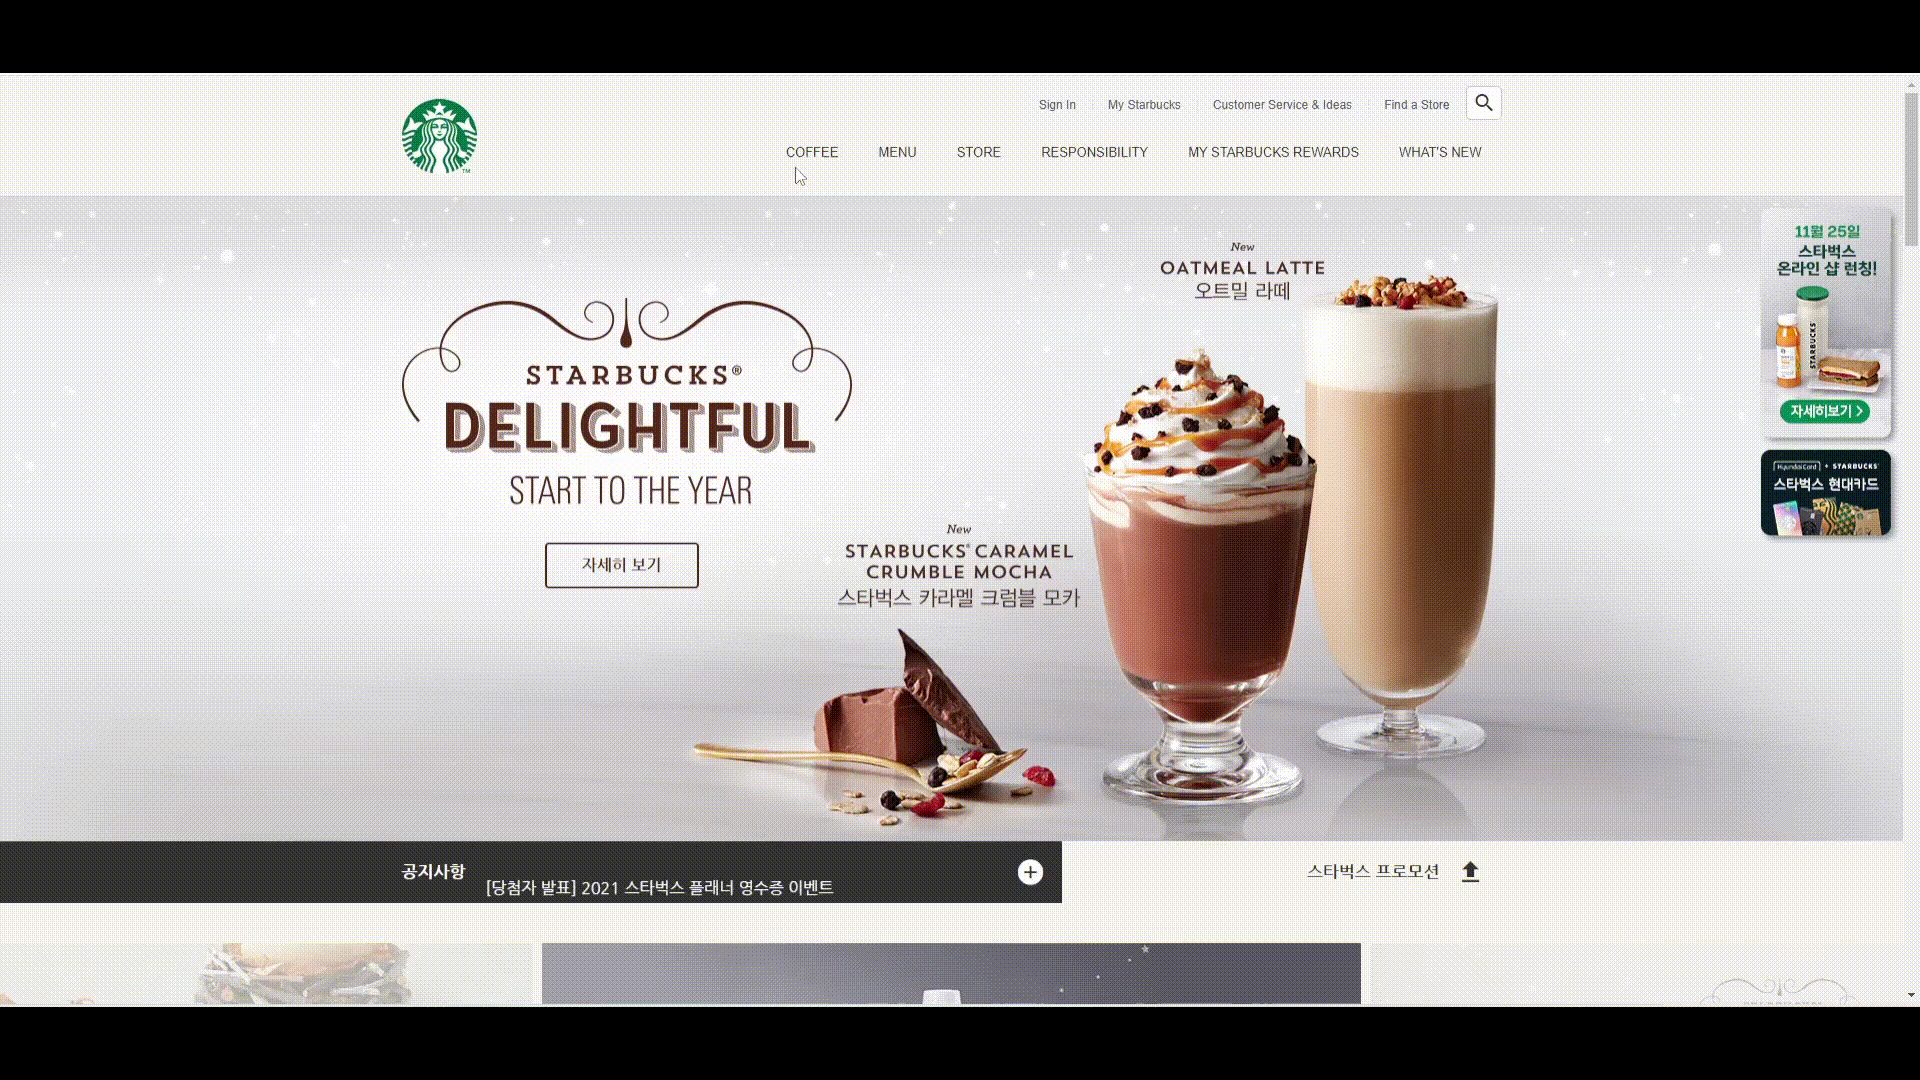 Sign In
My Starbucks
Customer Service & Ideas
Find a Store
COFFEE
MENU
STORE
RESPONSIBILITY
MY STARBUCKS REWARDS
WHAT'S NEW
TM
New
OATMEAL LATTE
오트밀 라떼
STARBUCKS®
DELIGHTFUL
START TO THE YEAR
자세히 보기
New
STARBUCKS® CARAMEL
CRUMBLE MOCHA
스타벅스 카라멜 크럼블 모카
11월 25일
스타벅스
온라인 샵 런칭!
STARBUCKS
자세히보기 >
HyundaiCard + STARBUCKS
스타벅스 현대카드
공지사항
[당첨자 발표] 2021 스타벅스 플래너 영수증 이벤트
스타벅스 프로모션